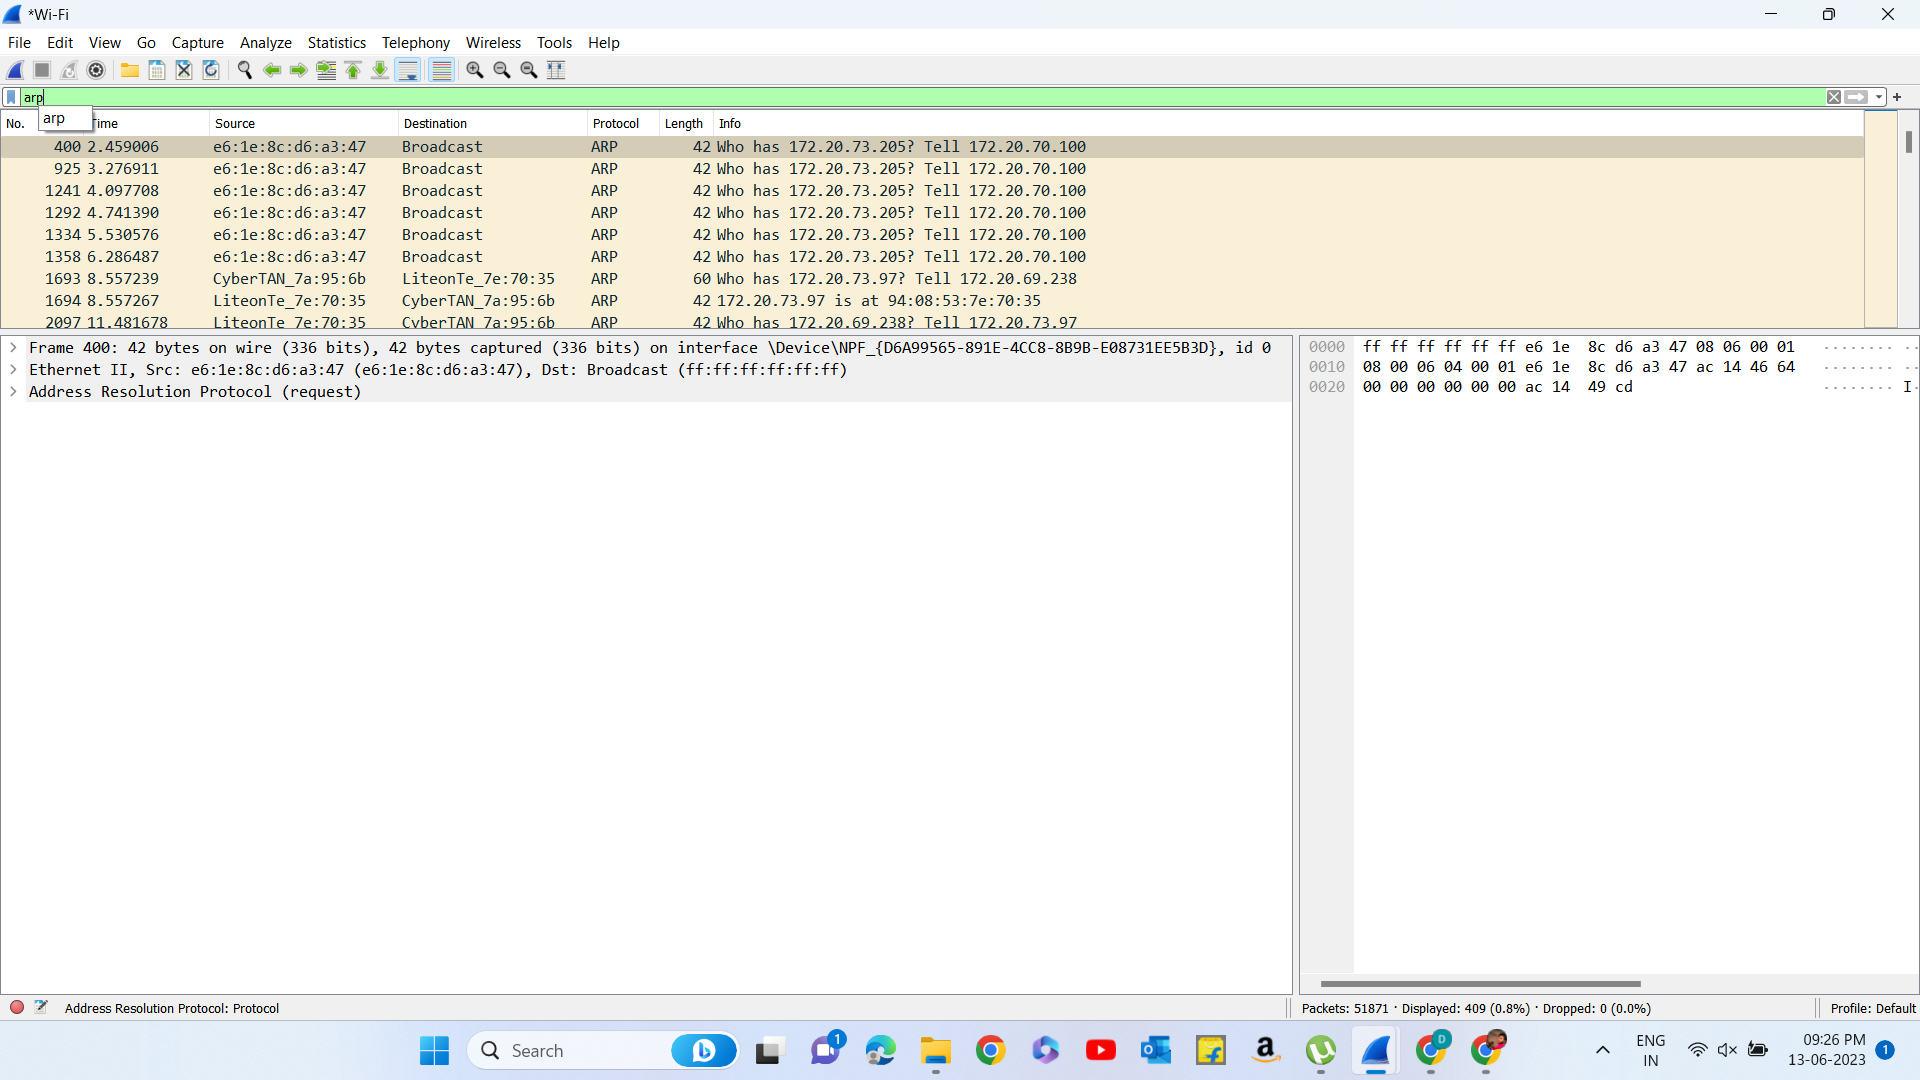 *Wi-Fi
File Edit View Go Capture Analyze Statistics Telephony Wireless Tools Help
arp
arp
No. Time Source Destination Protocol Length Info
400 2.459006 e6:1e:8c:d6:a3:47 Broadcast ARP 42 Who has 172.20.73.205? Tell 172.20.70.100
925 3.276911 e6:1e:8c:d6:a3:47 Broadcast ARP 42 Who has 172.20.73.205? Tell 172.20.70.100
1241 4.097708 e6:1e:8c:d6:a3:47 Broadcast ARP 42 Who has 172.20.73.205? Tell 172.20.70.100
1292 4.741390 e6:1e:8c:d6:a3:47 Broadcast ARP 42 Who has 172.20.73.205? Tell 172.20.70.100
1334 5.530576 e6:1e:8c:d6:a3:47 Broadcast ARP 42 Who has 172.20.73.205? Tell 172.20.70.100
1358 6.286487 e6:1e:8c:d6:a3:47 Broadcast ARP 42 Who has 172.20.73.205? Tell 172.20.70.100
1693 8.557239 CyberTAN_7a:95:6b LiteonTe_7e:70:35 ARP 60 Who has 172.20.73.97? Tell 172.20.69.238
1694 8.557267 LiteonTe_7e:70:35 CyberTAN_7a:95:6b ARP 42 172.20.73.97 is at 94:08:53:7e:70:35
2097 11.481678 LiteonTe_7e:70:35 CyberTAN_7a:95:6b ARP 42 Who has 172.20.69.238? Tell 172.20.73.97
Frame 400: 42 bytes on wire (336 bits), 42 bytes captured (336 bits) on interface \Device\NPF_{D6A99565-891E-4CC8-8B9B-E08731EE5B3D}, id 0
Ethernet II, Src: e6:1e:8c:d6:a3:47 (e6:1e:8c:d6:a3:47), Dst: Broadcast (ff:ff:ff:ff:ff:ff)
Address Resolution Protocol (request)
0000 ff ff ff ff ff ff e6 1e 8c d6 a3 47 08 06 00 01 ········ ··
0010 08 00 06 04 00 01 e6 1e 8c d6 a3 47 ac 14 46 64 ········ ··
0020 00 00 00 00 00 00 ac 14 49 cd ········ I·
Address Resolution Protocol: Protocol
Packets: 51871 · Displayed: 409 (0.8%) · Dropped: 0 (0.0%)
Profile: Default
Search
1
D
ENG
IN
09:26 PM
13-06-2023
1